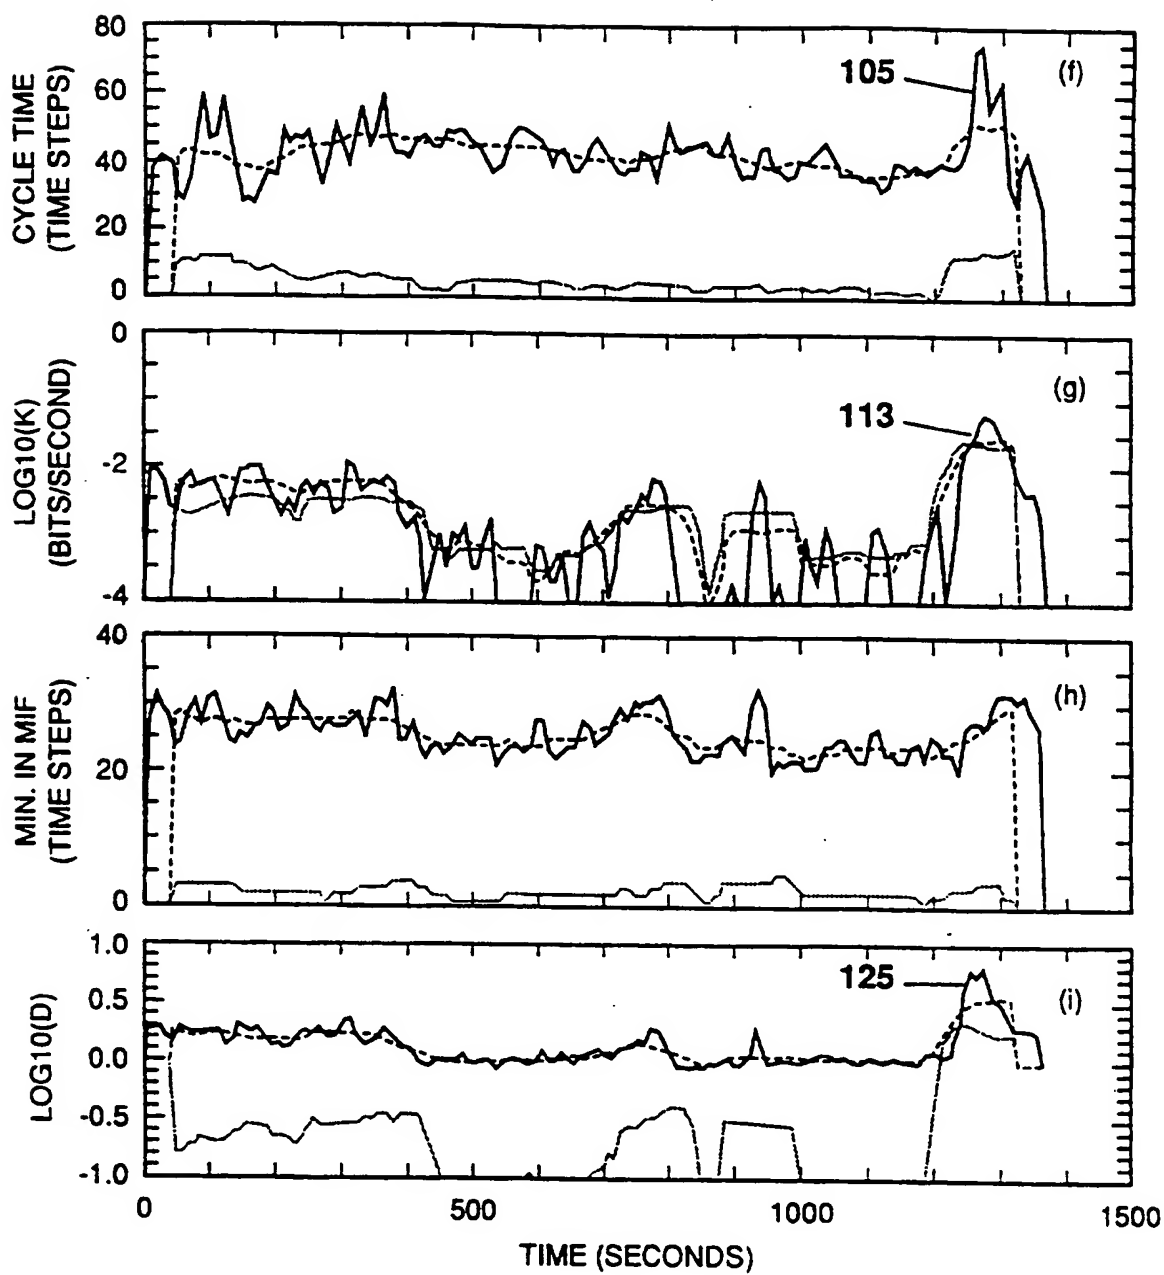 CYCLE TIME
(TIME STEPS)
80
60
40
20
0
105
(f)
LOG10(K)
(BITS/SECOND)
0
-2
-4
113
(g)
MIN. IN MIF
(TIME STEPS)
40
20
0
(h)
LOG10(D)
1.0
0.5
0.0
-0.5
-1.0
125
(i)
0
500
1000
1500
TIME (SECONDS)